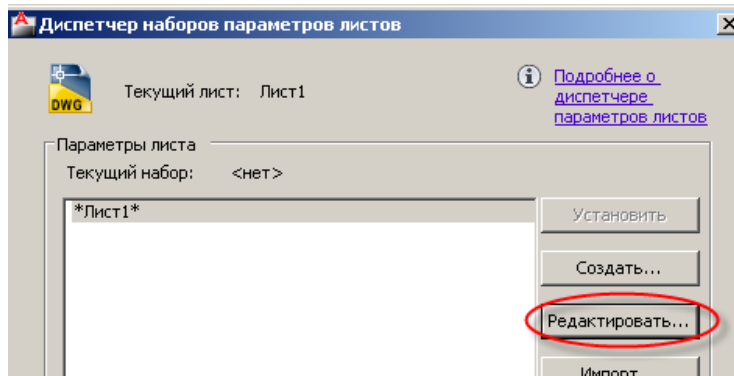 Диспетчер наборов параметров листов
DWG
Текущий лист: Лист1
Подробнее о
диспетчере
параметров листов
Параметры листа
Текущий набор: <нет>
*Лист1*
Установить
Создать...
Редактировать...
Импорт...